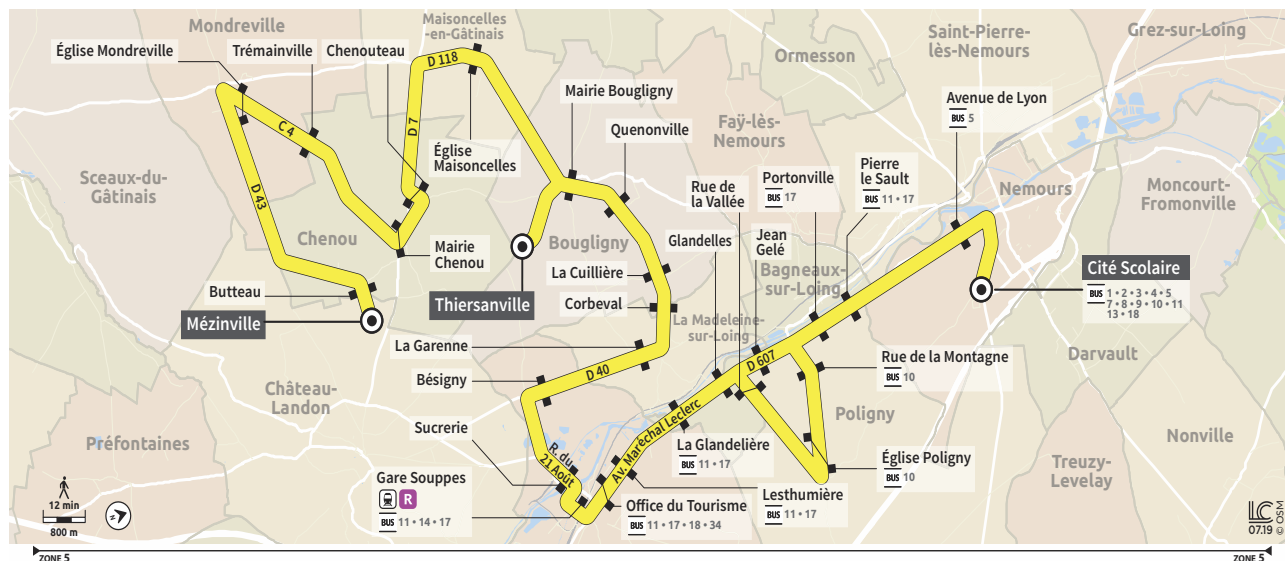 Mondreville
Maisoncelles
-en-Gâtinais
Église Mondreville
Trémainville
Chenouteau
D 118
Ormesson
Saint-Pierre-
lès-Nemours
Grez-sur-Loing
Mairie Bougligny
Avenue de Lyon
BUS 5
C 4
D 7
Quenonville
Faÿ-lès-
Nemours
Église
Maisoncelles
Sceaux-du-
Gâtinais
D 43
Rue de
la Vallée
Portonville
BUS 17
Pierre
le Sault
BUS 11 • 17
Nemours
Moncourt-
Fromonville
Chenou
Mairie
Chenou
Bougligny
Glandelles
Jean
Gelé
Bagneaux-
sur-Loing
La Cuillière
Cité Scolaire
BUS 1 • 2 • 3 • 4 • 5
7 • 8 • 9 • 10 • 11
13 • 18
Butteau
Thiersanville
Corbeval
Mézinville
La Madeleine-
sur-Loing
La Garenne
D 607
Rue de la Montagne
BUS 10
Darvault
D 40
Bésigny
Château-
Landon
Poligny
Av. Maréchal Leclerc
Sucrerie
R. du
21 Août
La Glandelière
BUS 11 • 17
Préfontaines
Nonville
Église Poligny
BUS 10
Treuzy-
Levelay
Gare Souppes
R
BUS 11 • 14 • 17
Office du Tourisme
BUS 11 • 17 • 18 • 34
Lesthumière
BUS 11 • 17
12 min
800 m
LC
07.19
© OSM
ZONE 5
ZONE 5